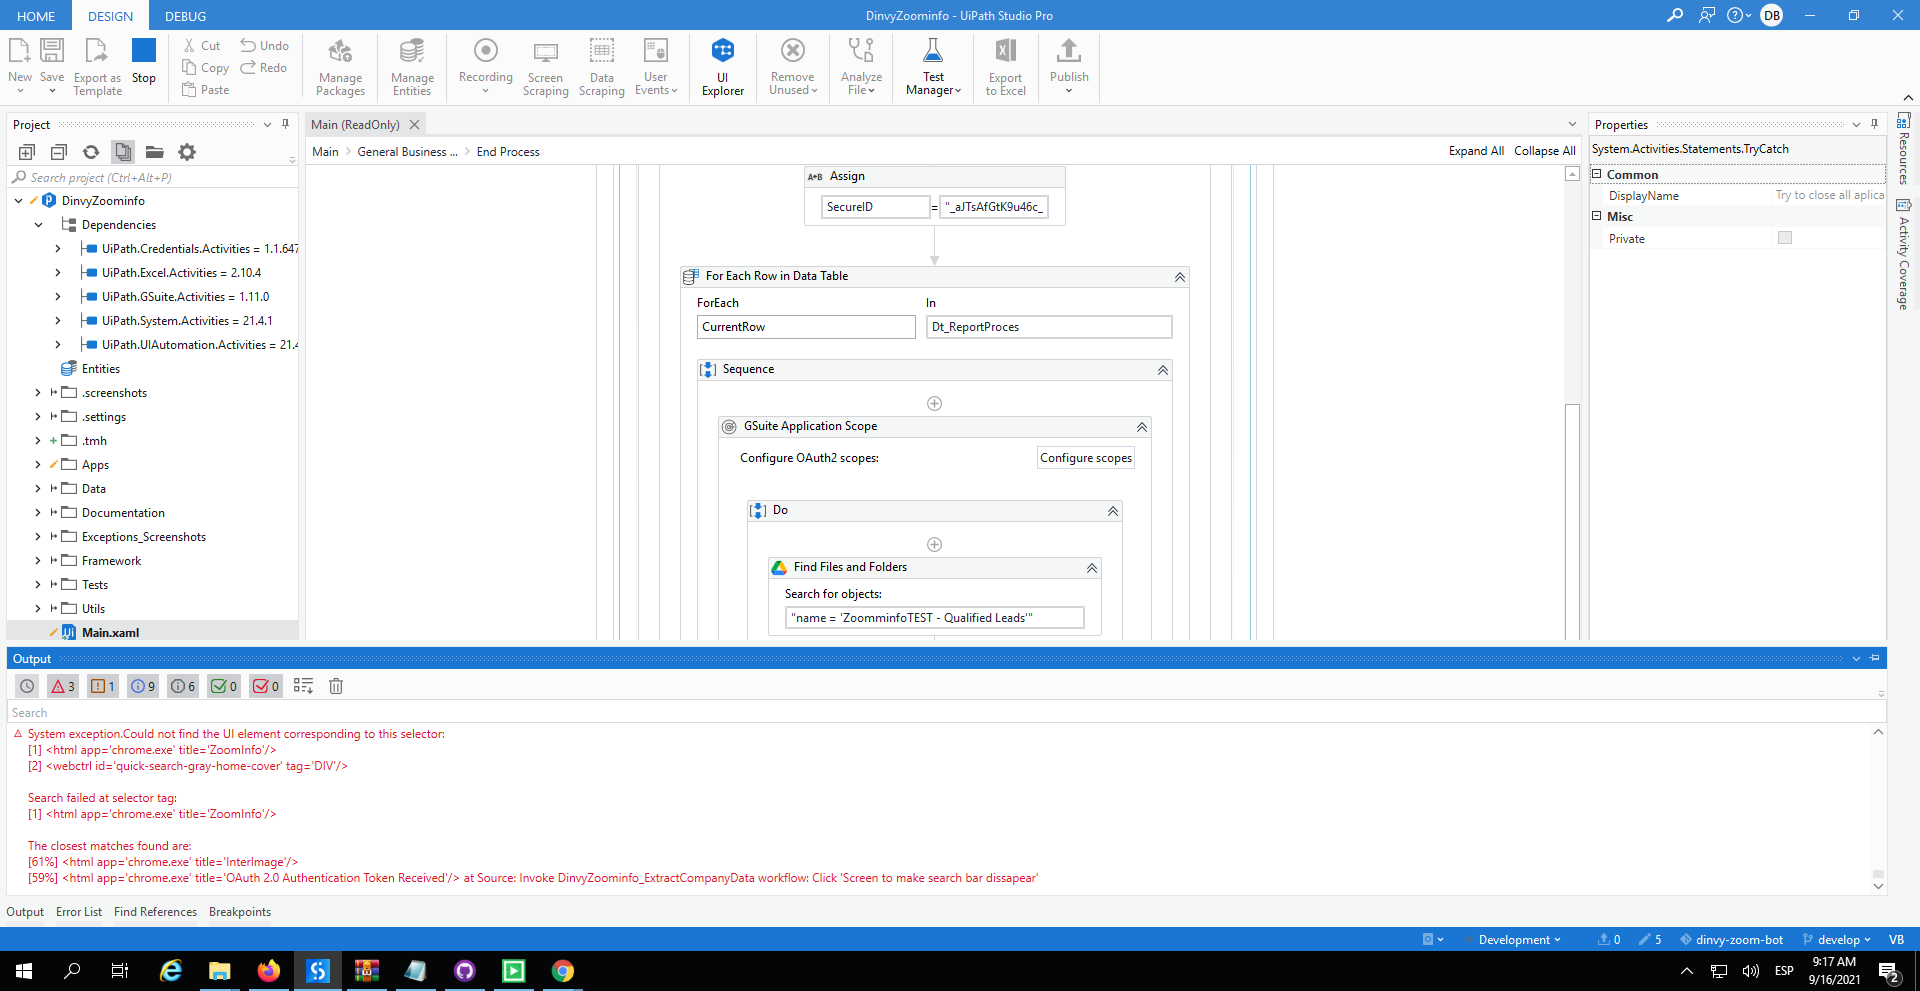 HOME DESIGN DEBUG DinvyZoominfo - UiPath Studio Pro DB
New Save Export as Template Stop
Cut Undo
Copy Redo
Paste
Manage Packages
Manage Entities
Recording
Screen Scraping
Data Scraping
User Events
UI Explorer
Remove Unused
Analyze File
Test Manager
Export to Excel
Publish
Project
Search project (Ctrl+Alt+P)
DinvyZoominfo
Dependencies
UiPath.Credentials.Activities = 1.1.647
UiPath.Excel.Activities = 2.10.4
UiPath.GSuite.Activities = 1.11.0
UiPath.System.Activities = 21.4.1
UiPath.UIAutomation.Activities = 21.4
Entities
.screenshots
.settings
.tmh
Apps
Data
Documentation
Exceptions_Screenshots
Framework
Tests
Utils
Main.xaml
Main (ReadOnly)
Main > General Business ... > End Process
Expand All Collapse All
A+B Assign
SecureID = "_aJTsAfGtK9u46c_
For Each Row in Data Table
ForEach In
CurrentRow Dt_ReportProces
Sequence
GSuite Application Scope
Configure OAuth2 scopes: Configure scopes
Do
Find Files and Folders
Search for objects:
"name = 'ZoomminfoTEST - Qualified Leads'"
Properties
System.Activities.Statements.TryCatch
Common
DisplayName Try to close all aplica
Misc
Private
Resources
Activity Coverage
Output
3 1 9 6 0 0
Search
System exception.Could not find the UI element corresponding to this selector:
[1] <html app='chrome.exe' title='ZoomInfo'/>
[2] <webctrl id='quick-search-gray-home-cover' tag='DIV'/>
Search failed at selector tag:
[1] <html app='chrome.exe' title='ZoomInfo'/>
The closest matches found are:
[61%] <html app='chrome.exe' title='InterImage'/>
[59%] <html app='chrome.exe' title='OAuth 2.0 Authentication Token Received'/> at Source: Invoke DinvyZoominfo_ExtractCompanyData workflow: Click 'Screen to make search bar dissapear'
Output Error List Find References Breakpoints
Development 0 5 dinvy-zoom-bot develop VB
ESP
9:17 AM
9/16/2021
2